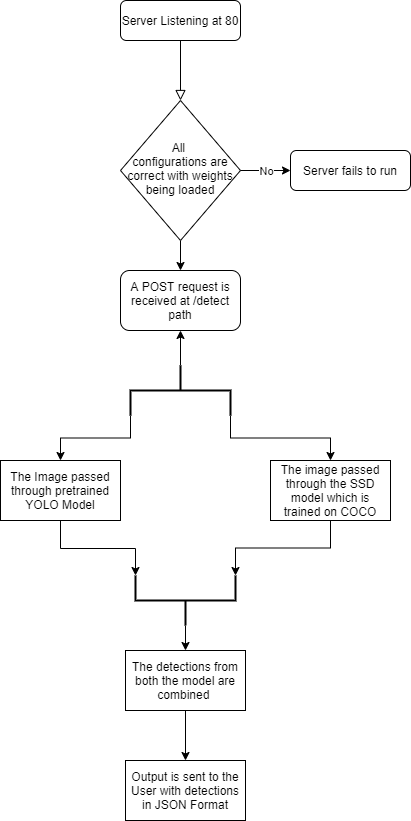 Server Listening at 80
All
configurations are
correct with weights
being loaded
No
Server fails to run
A POST request is
received at /detect
path
The Image passed
through pretrained
YOLO Model
The image passed
through the SSD
model which is
trained on COCO
The detections from
both the model are
combined
Output is sent to the
User with detections
in JSON Format